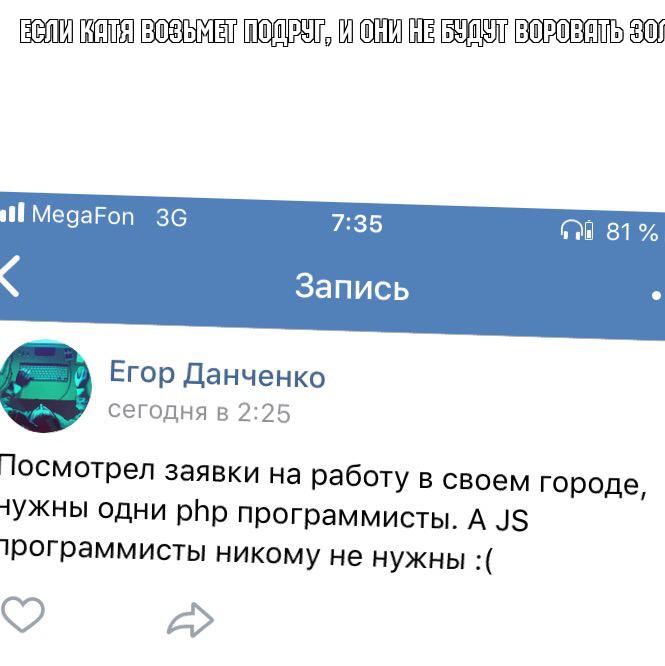 ЕСЛИ КАТЯ ВОЗЬМЕТ ПОДРУГ, И ОНИ НЕ БУДУТ ВОРОВАТЬ
MegaFon 3G 7:35 81 %
Запись
Егор Данченко
сегодня в 2:25
Посмотрел заявки на работу в своем городе,
нужны одни php программисты. А JS
программисты никому не нужны :(